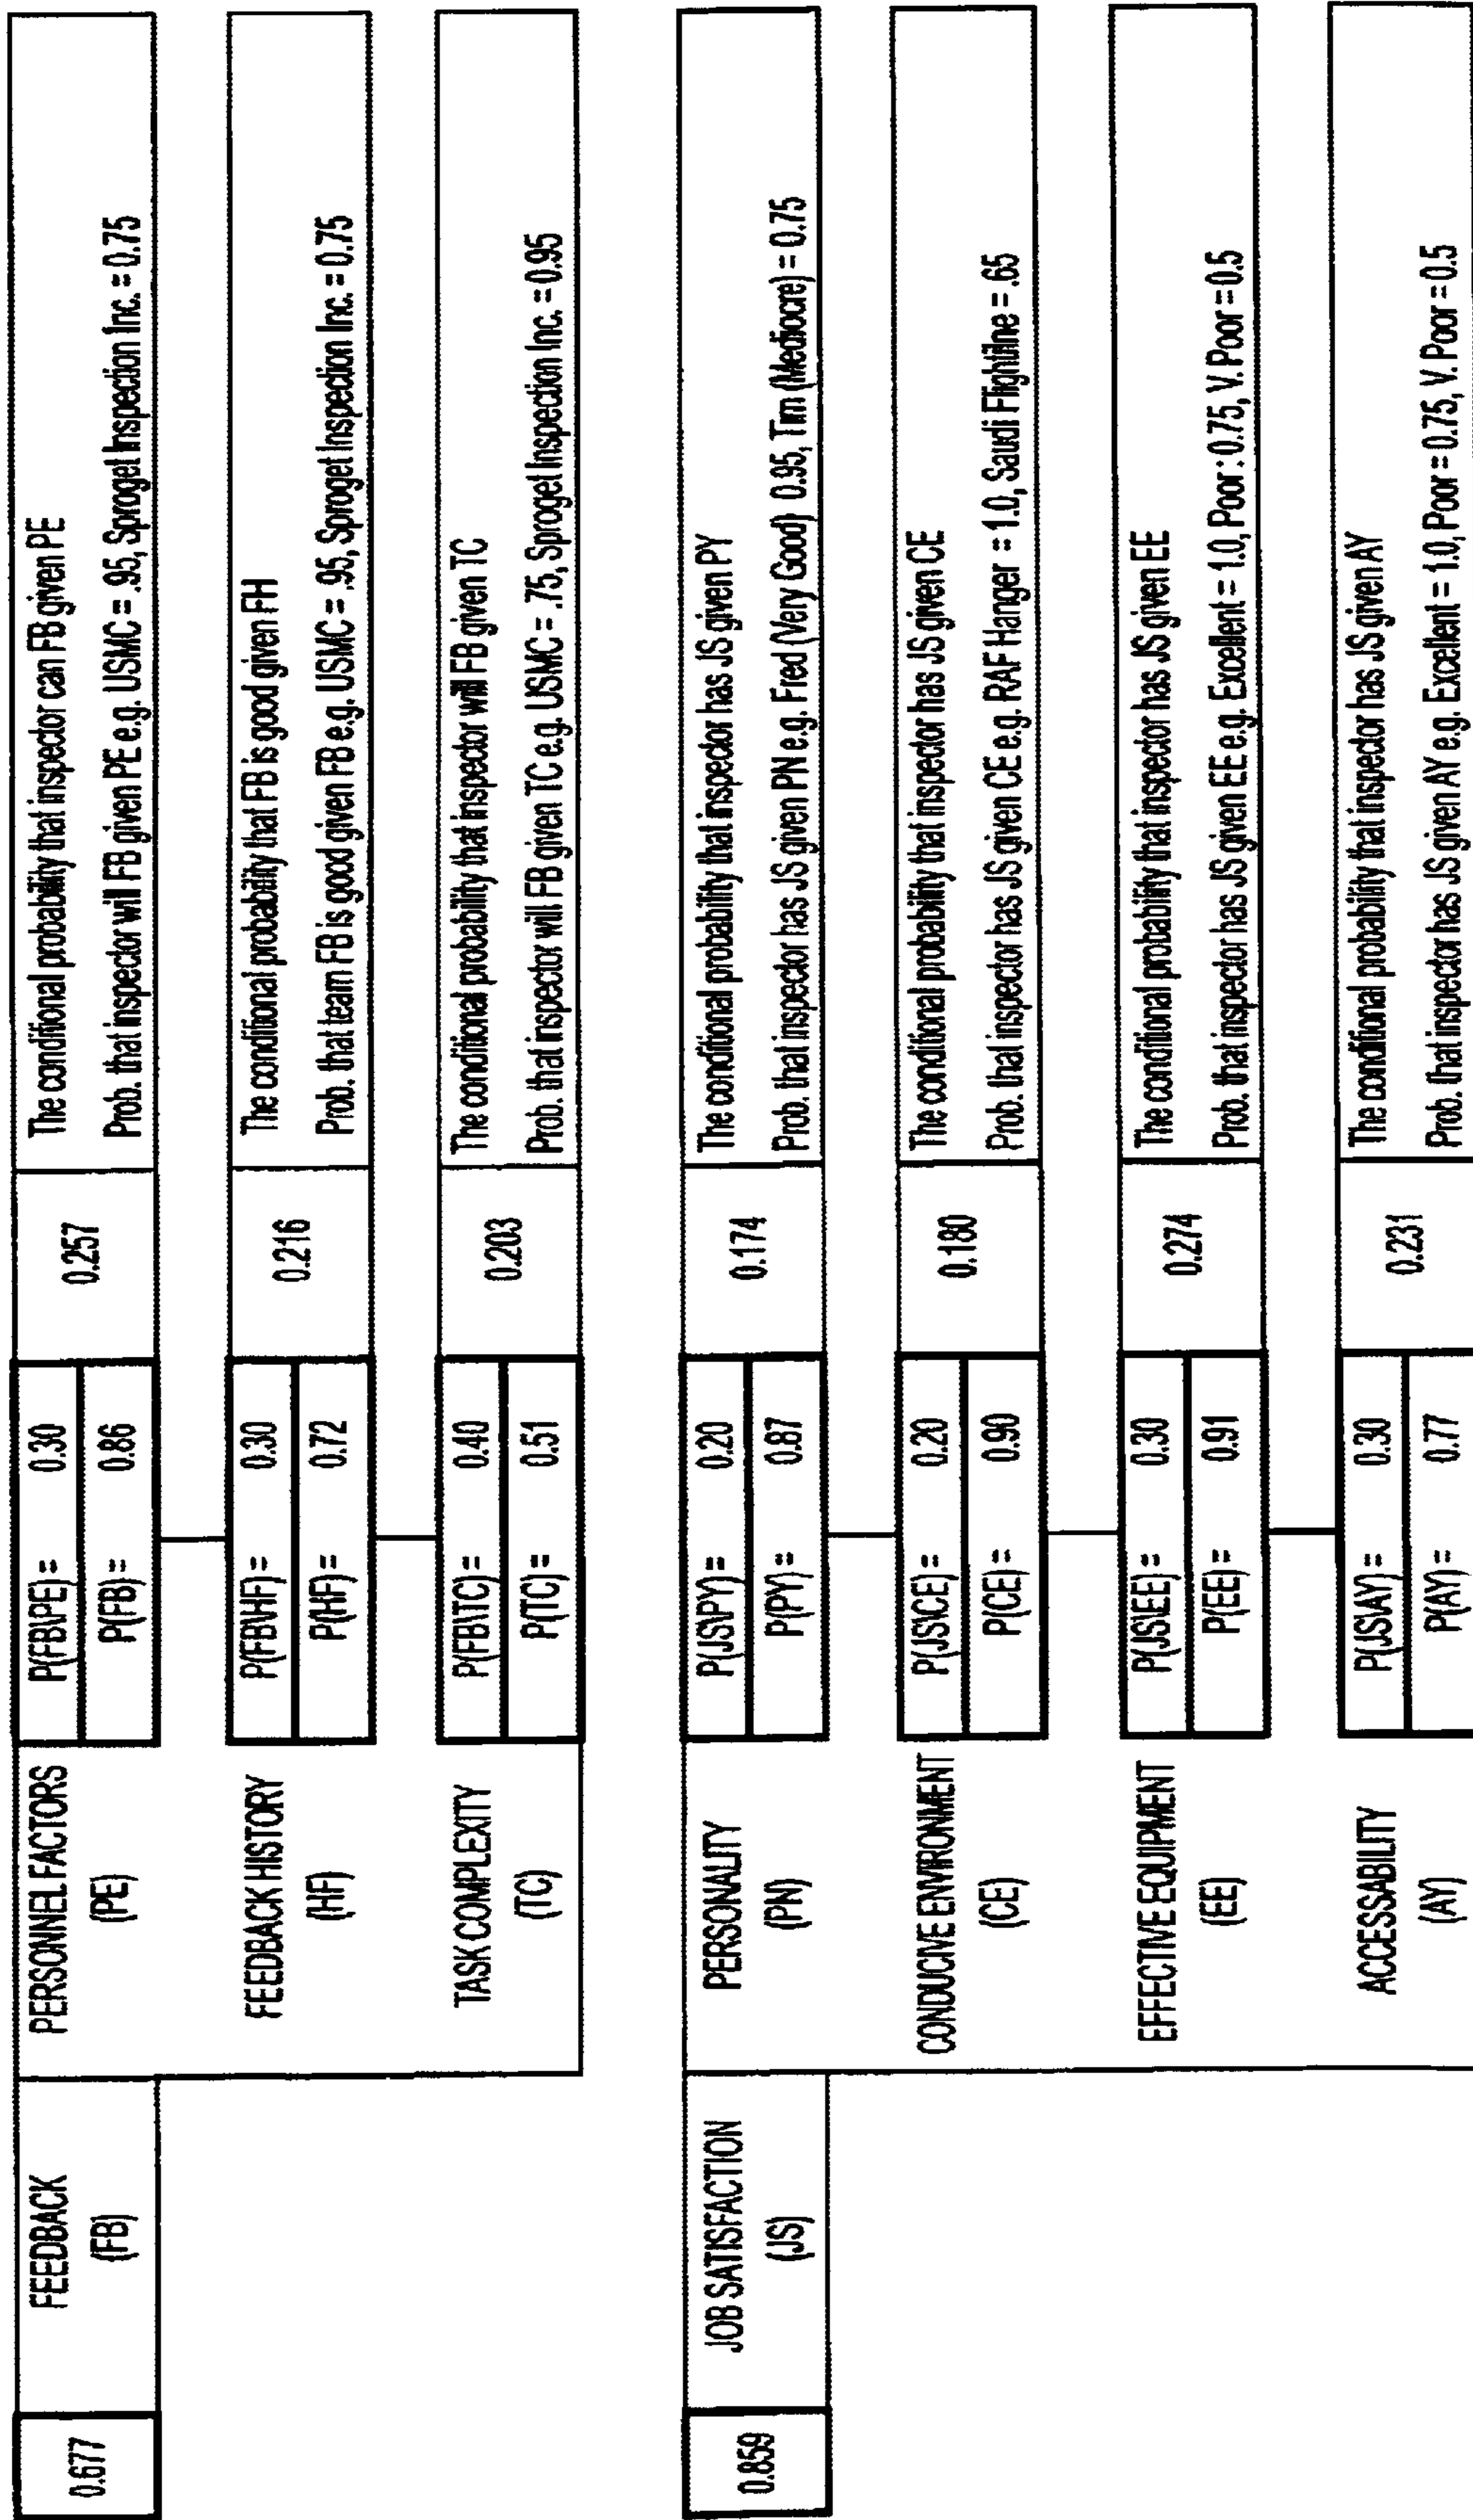 0.677
FEEDBACK
(FB)
PERSONNEL FACTORS
(PE)
P(FB\PE) = 0.30
P(FB) = 0.86
0.257
The conditional probability that inspector can FB given PE
Prob. that inspector will FB given PE e.g. USMC = .95, Sproget Inspection Inc. = 0.75
FEEDBACK HISTORY
(HF)
P(FB\HF) = 0.30
P(HF) = 0.72
0.216
The conditional probability that FB is good given FH
Prob. that team FB is good given FB e.g. USMC = .95, Sproget Inspection Inc. = 0.75
TASK COMPLEXITY
(TC)
P(FB\TC) = 0.40
P(TC) = 0.51
0.203
The conditional probability that inspector will FB given TC
Prob. that inspector will FB given TC e.g. USMC = .75, Sproget Inspection Inc. = 0.95
0.859
JOB SATISFACTION
(JS)
PERSONALITY
(PN)
P(JS\PY) = 0.20
P(PY) = 0.87
0.174
The conditional probability that inspector has JS given PY
Prob. that inspector has JS given PN e.g. Fred (Very Good) 0.95, Tim (Mediocre) = 0.75
CONDUCIVE ENVIRONMENT
(CE)
P(JS\CE) = 0.20
P(CE) = 0.90
0.180
The conditional probability that inspector has JS given CE
Prob. that inspector has JS given CE e.g. RAF Hanger = 1.0, Saudi Flightline = .65
EFFECTIVE EQUIPMENT
(EE)
P(JS\EE) = 0.30
P(EE) = 0.91
0.274
The conditional probability that inspector has JS given EE
Prob. that inspector has JS given EE e.g. Excellent = 1.0, Poor : 0.75, V. Poor = 0.5
ACCESSABILITY
(AY)
P(JS\AY) = 0.30
P(AY) = 0.77
0.231
The conditional probability that inspector has JS given AY
Prob. that inspector has JS given AY e.g. Excellent = 1.0, Poor = 0.75, V. Poor = 0.5